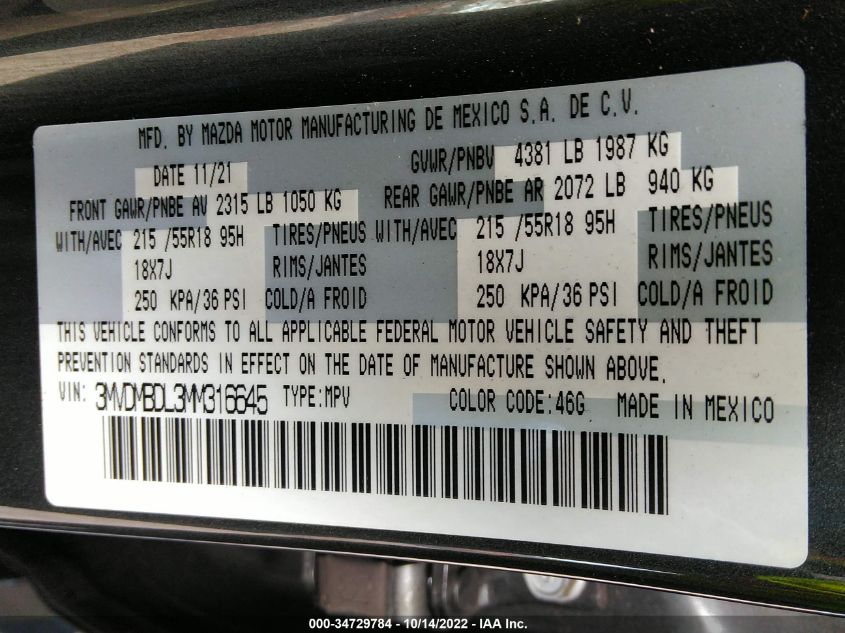 MFD. BY MAZDA MOTOR MANUFACTURING DE MEXICO S.A. DE C.V.
DATE 11/21 GVWR/PNBV 4381 LB 1987 KG
FRONT GAWR/PNBE AV 2315 LB 1050 KG REAR GAWR/PNBE AR 2072 LB 940 KG
WITH/AVEC 215 /55R18 95H TIRES/PNEUS WITH/AVEC 215 /55R18 95H TIRES/PNEUS
18X7J RIMS/JANTES 18X7J RIMS/JANTES
250 KPA/36 PSI COLD/A FROID 250 KPA/36 PSI COLD/A FROID
THIS VEHICLE CONFORMS TO ALL APPLICABLE FEDERAL MOTOR VEHICLE SAFETY AND THEFT
PREVENTION STANDARDS IN EFFECT ON THE DATE OF MANUFACTURE SHOWN ABOVE.
VIN: 3MVDMBDL3MM316645 TYPE:MPV COLOR CODE:46G MADE IN MEXICO
000-34729784 - 10/14/2022 - IAA Inc.